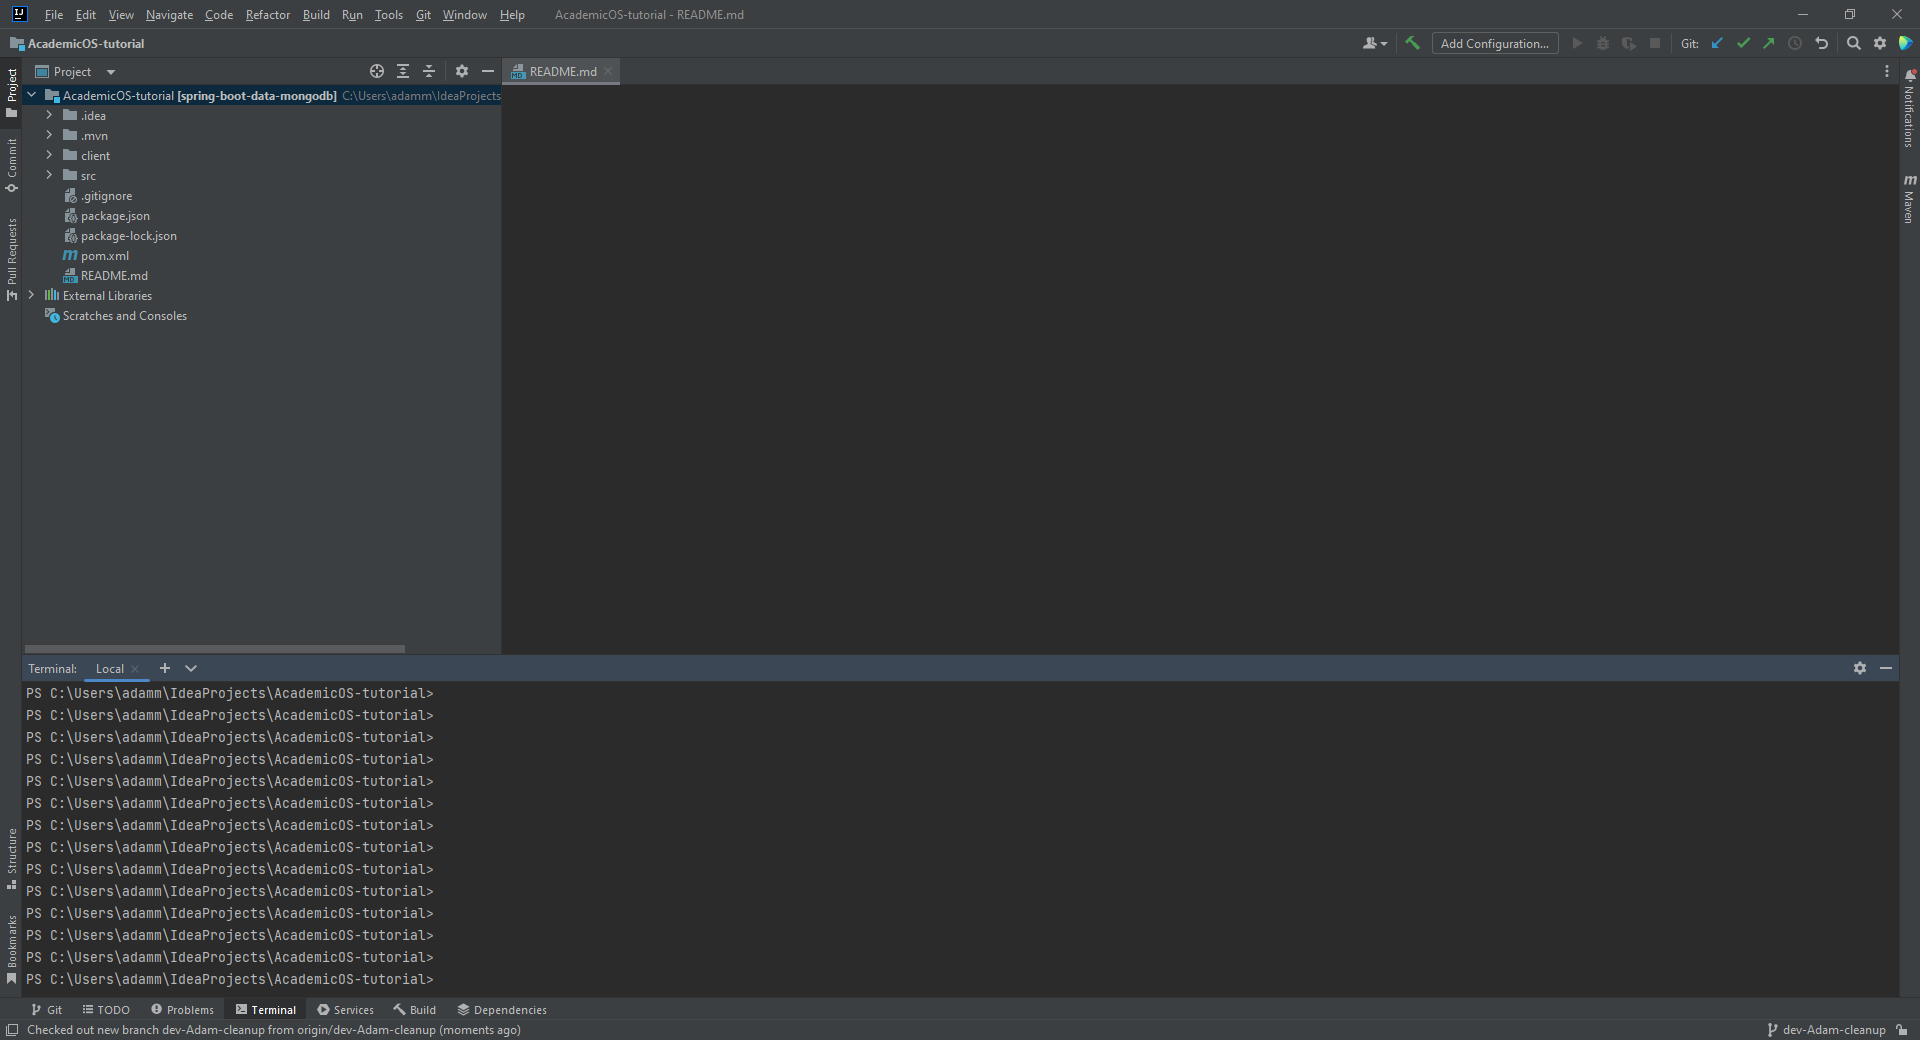 IJ File Edit View Navigate Code Refactor Build Run Tools Git Window Help AcademicOS-tutorial - README.md
AcademicOS-tutorial Add Configuration... Git:
Project
README.md
AcademicOS-tutorial [spring-boot-data-mongodb] C:\Users\adamm\IdeaProjects
.idea
.mvn
client
src
.gitignore
package.json
package-lock.json
m pom.xml
README.md
External Libraries
Scratches and Consoles
Project
Commit
Pull Requests
Structure
Bookmarks
Notifications
m Maven
Terminal: Local
PS C:\Users\adamm\IdeaProjects\AcademicOS-tutorial>
PS C:\Users\adamm\IdeaProjects\AcademicOS-tutorial>
PS C:\Users\adamm\IdeaProjects\AcademicOS-tutorial>
PS C:\Users\adamm\IdeaProjects\AcademicOS-tutorial>
PS C:\Users\adamm\IdeaProjects\AcademicOS-tutorial>
PS C:\Users\adamm\IdeaProjects\AcademicOS-tutorial>
PS C:\Users\adamm\IdeaProjects\AcademicOS-tutorial>
PS C:\Users\adamm\IdeaProjects\AcademicOS-tutorial>
PS C:\Users\adamm\IdeaProjects\AcademicOS-tutorial>
PS C:\Users\adamm\IdeaProjects\AcademicOS-tutorial>
PS C:\Users\adamm\IdeaProjects\AcademicOS-tutorial>
PS C:\Users\adamm\IdeaProjects\AcademicOS-tutorial>
PS C:\Users\adamm\IdeaProjects\AcademicOS-tutorial>
PS C:\Users\adamm\IdeaProjects\AcademicOS-tutorial>
Git TODO Problems Terminal Services Build Dependencies
Checked out new branch dev-Adam-cleanup from origin/dev-Adam-cleanup (moments ago) dev-Adam-cleanup